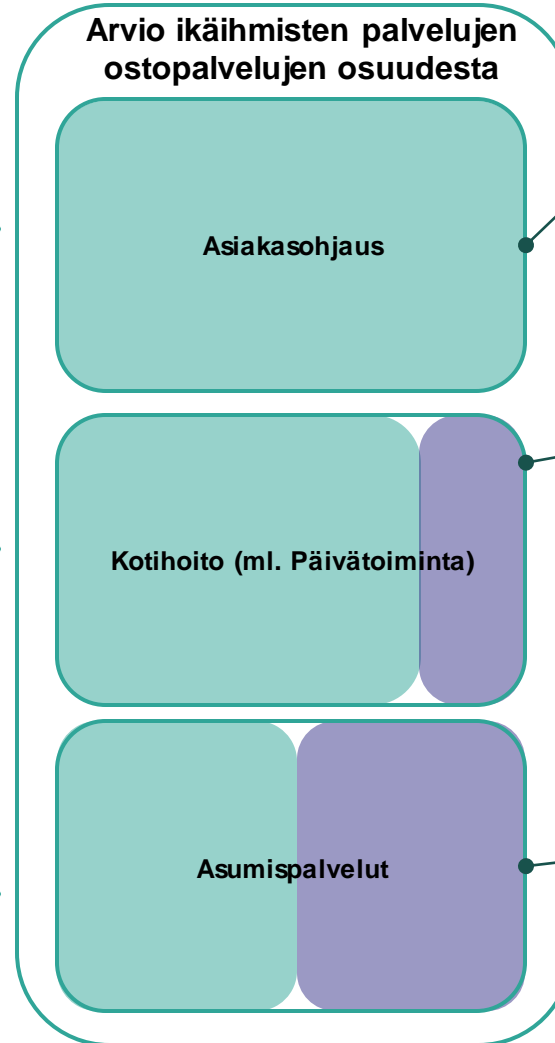 Arvio ikäihmisten palvelujen
ostopalvelujen osuudesta
Asiakasohjaus
Kotihoito (ml. Päivätoiminta)
Asumispalvelut